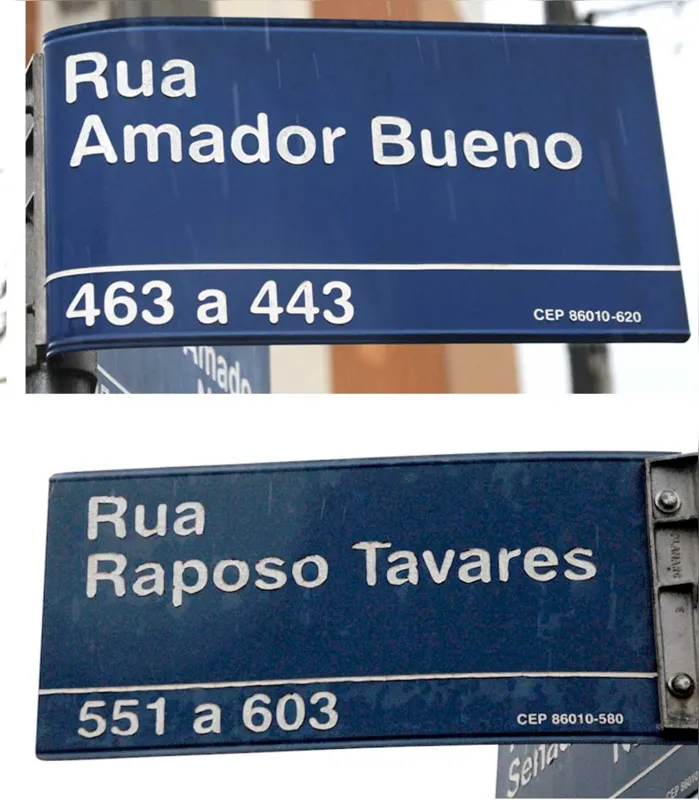 Rua
Amador Bueno
463 a 443
CEP 86010-620
Rua
Raposo Tavares
551 a 603
CEP 86010-580